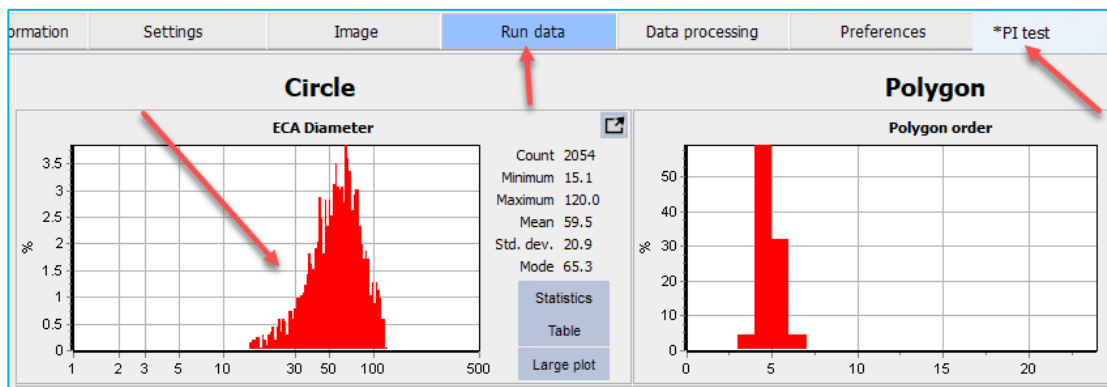 ormation Settings Image Run data Data processing Preferences *PI test
Circle
ECA Diameter
3.5
3
2.5
2
1.5
1
0.5
0
%
1 2 3 5 10 30 50 100 500
Count 2054
Minimum 15.1
Maximum 120.0
Mean 59.5
Std. dev. 20.9
Mode 65.3
Statistics
Table
Large plot
Polygon
Polygon order
50
40
%
30
20
10
0
0 5 10 15 20